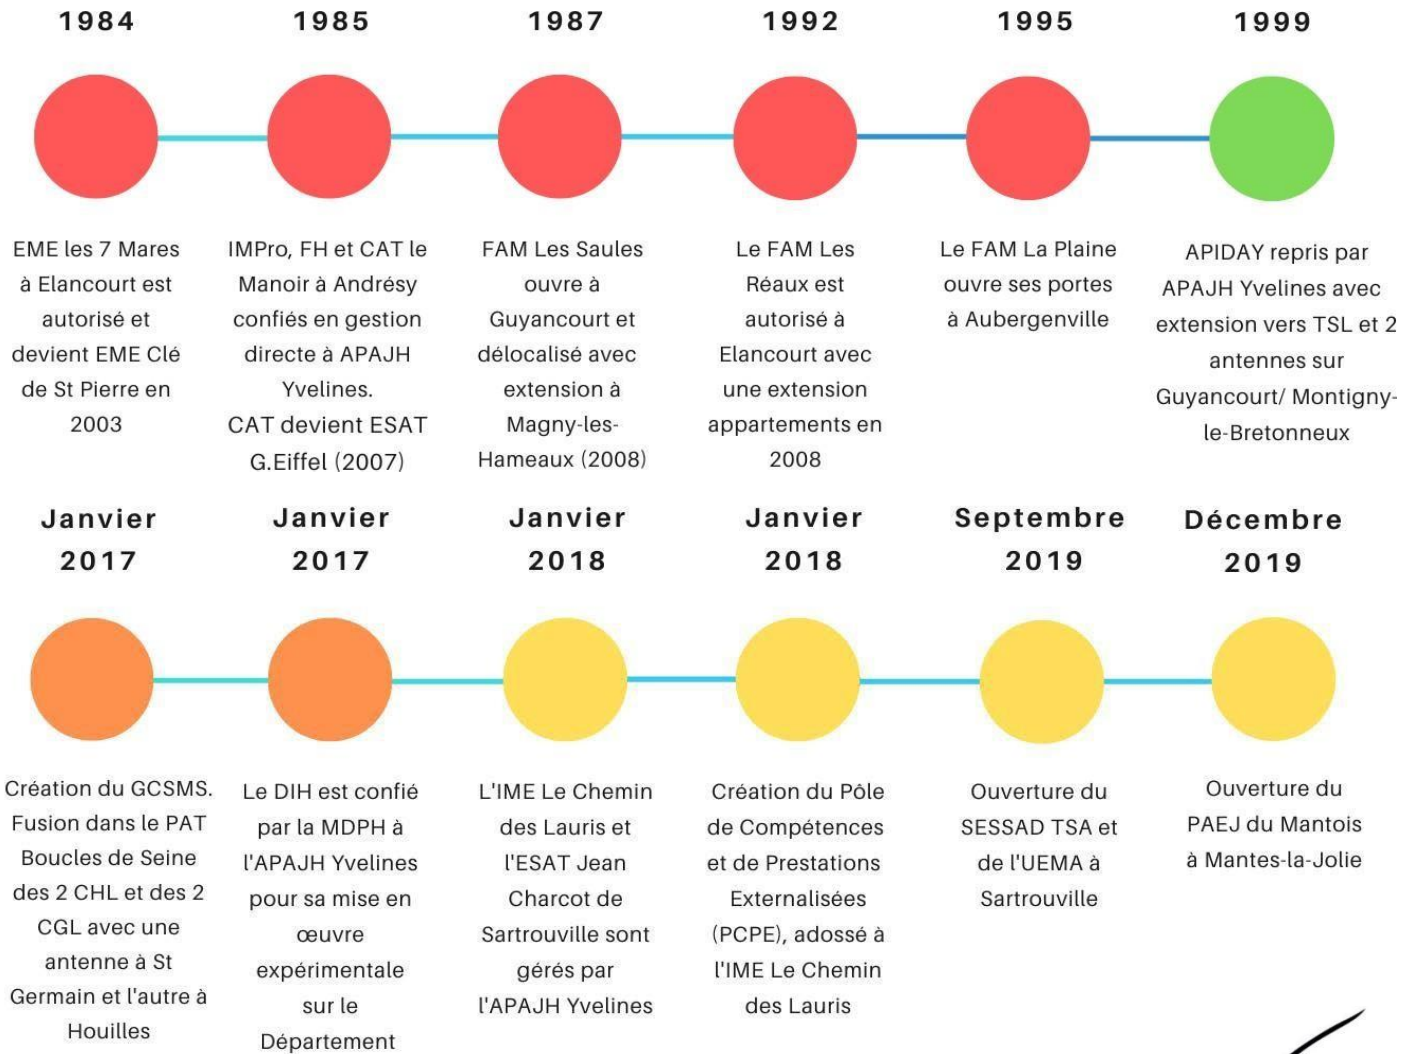 1984
EME les 7 Mares
à Elancourt est
autorisé et
devient EME Clé
de St Pierre en
2003
1985
IMPro, FH et CAT le
Manoir à Andrésy
confiés en gestion
directe à APAJH
Yvelines.
CAT devient ESAT
G.Eiffel (2007)
1987
FAM Les Saules
ouvre à
Guyancourt et
délocalisé avec
extension à
Magny-les-
Hameaux (2008)
1992
Le FAM Les
Réaux est
autorisé à
Elancourt avec
une extension
appartements en
2008
1995
Le FAM La Plaine
ouvre ses portes
à Aubergenville
1999
APIDAY repris par
APAJH Yvelines avec
extension vers TSL et 2
antennes sur
Guyancourt/ Montigny-
le-Bretonneux
Janvier
2017
Création du GCSMS.
Fusion dans le PAT
Boucles de Seine
des 2 CHL et des 2
CGL avec une
antenne à St
Germain et l'autre à
Houilles
Janvier
2017
Le DIH est confié
par la MDPH à
l'APAJH Yvelines
pour sa mise en
œuvre
expérimentale
sur le
Département
Janvier
2018
L'IME Le Chemin
des Lauris et
l'ESAT Jean
Charcot de
Sartrouville sont
gérés par
l'APAJH Yvelines
Janvier
2018
Création du Pôle
de Compétences
et de Prestations
Externalisées
(PCPE), adossé à
l'IME Le Chemin
des Lauris
Septembre
2019
Ouverture du
SESSAD TSA et
de l'UEMA à
Sartrouville
Décembre
2019
Ouverture du
PAEJ du Mantois
à Mantes-la-Jolie